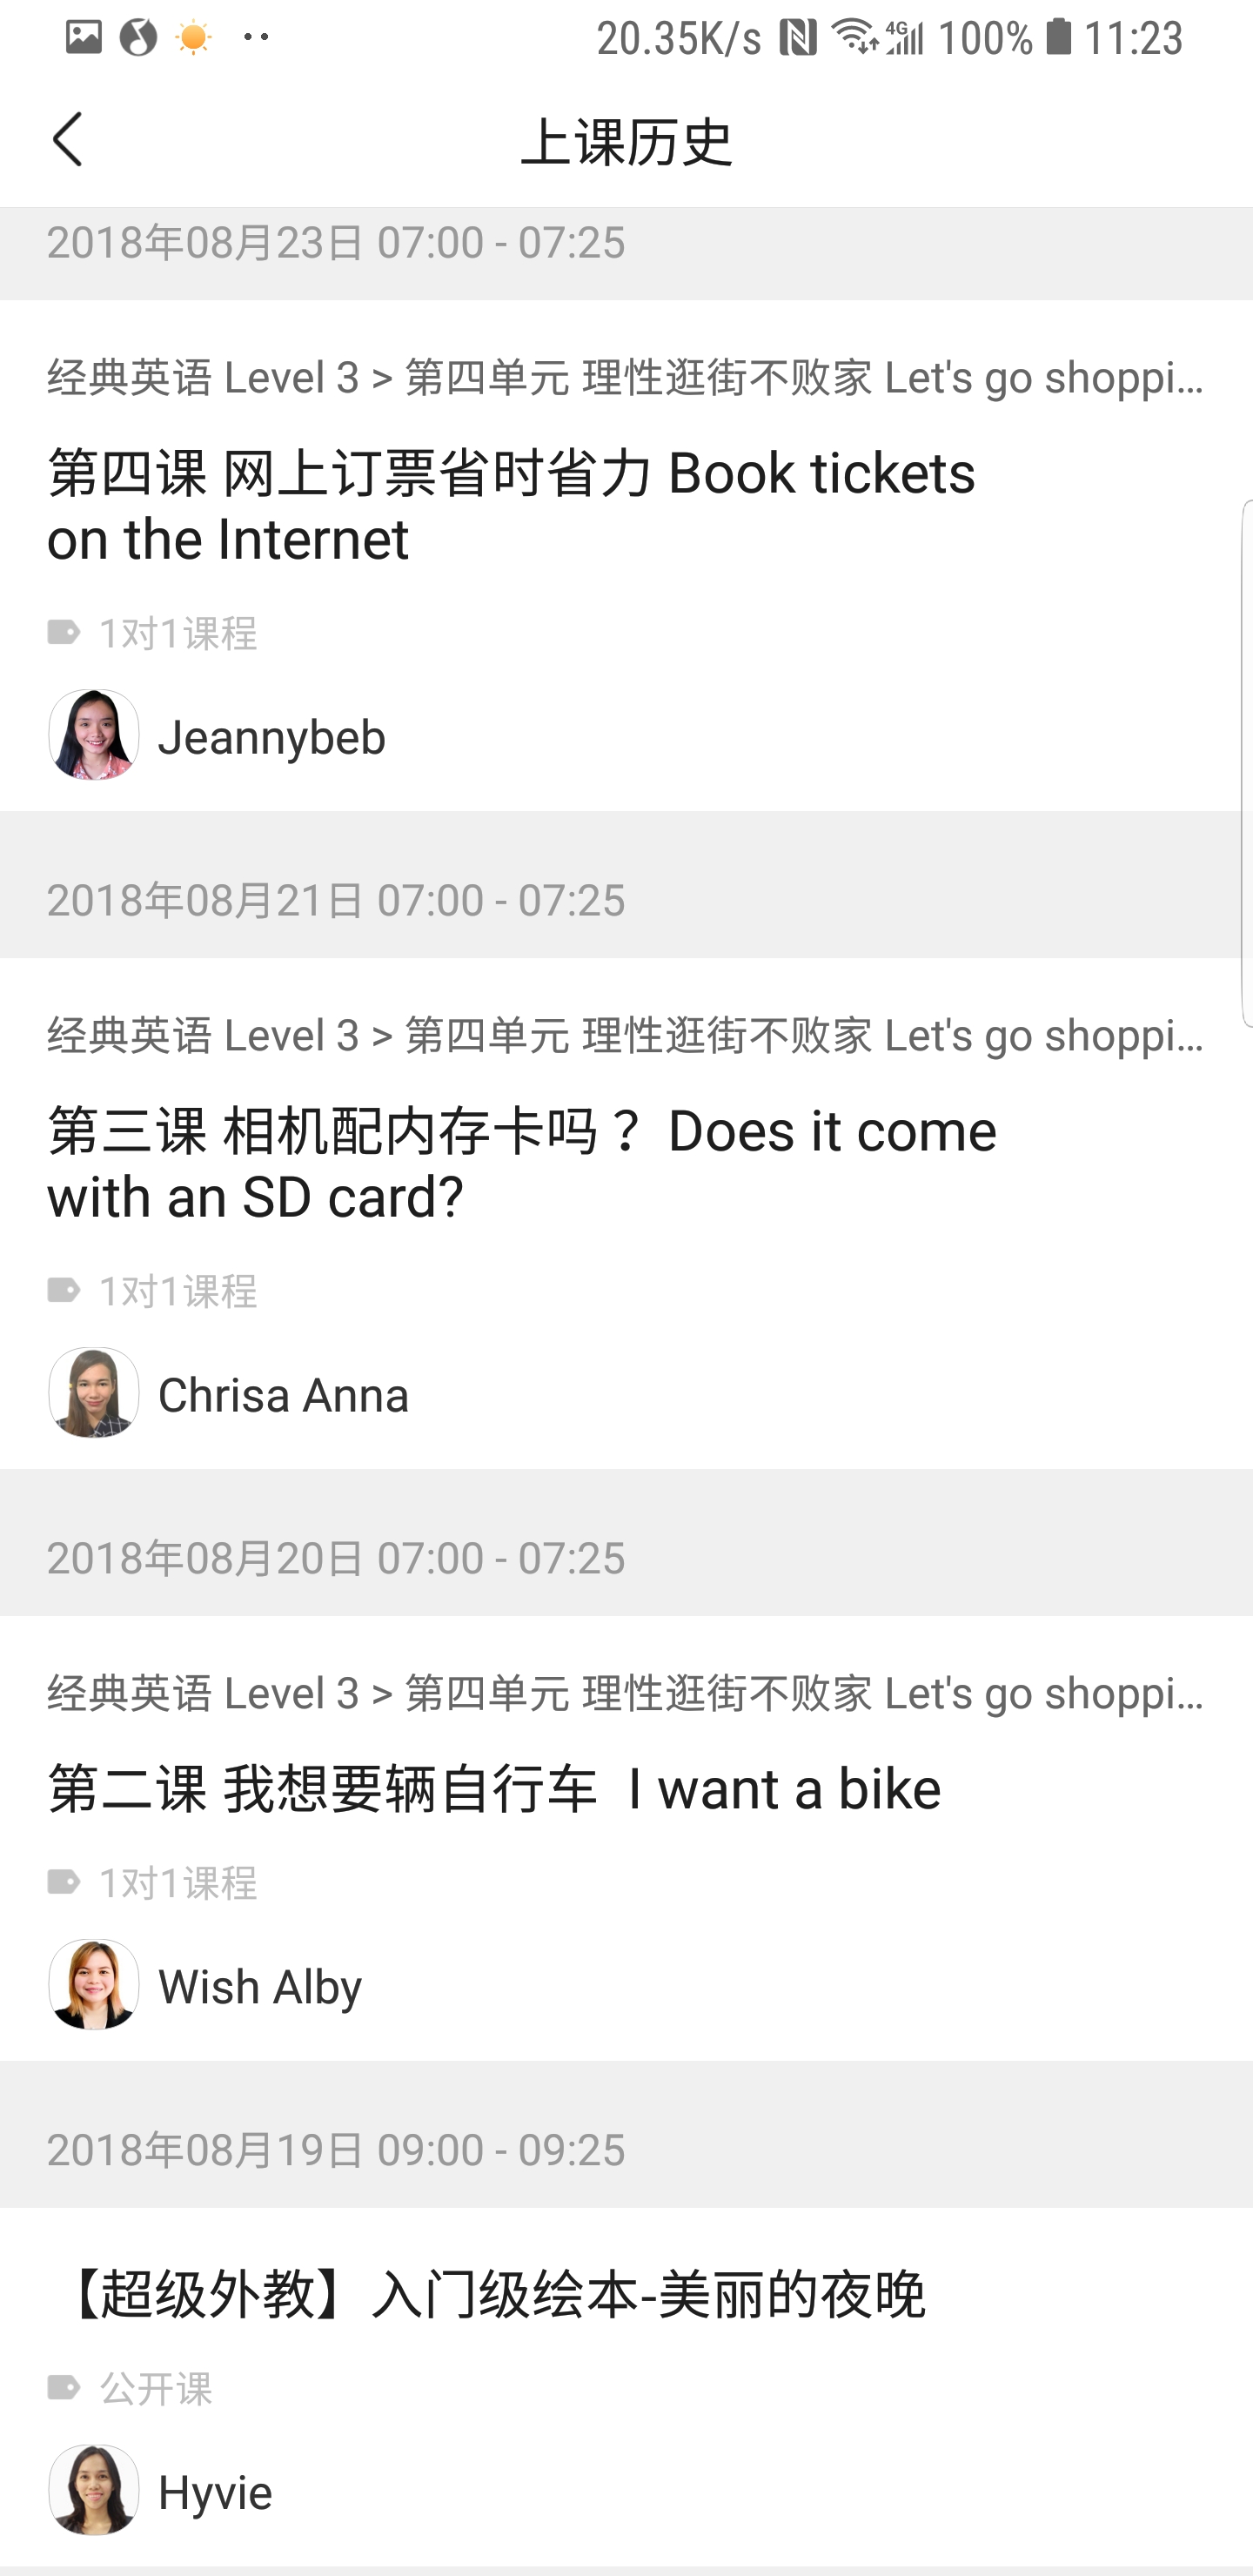 20.35K/s 4G 100% 11:23
上课历史
2018年08月23日 07:00 - 07:25
经典英语 Level 3 > 第四单元 理性逛街不败家 Let's go shoppi...
第四课 网上订票省时省力 Book tickets
on the Internet
1对1课程
Jeannybeb
2018年08月21日 07:00 - 07:25
经典英语 Level 3 > 第四单元 理性逛街不败家 Let's go shoppi...
第三课 相机配内存卡吗？ Does it come
with an SD card?
1对1课程
Chrisa Anna
2018年08月20日 07:00 - 07:25
经典英语 Level 3 > 第四单元 理性逛街不败家 Let's go shoppi...
第二课 我想要辆自行车 I want a bike
1对1课程
Wish Alby
2018年08月19日 09:00 - 09:25
【超级外教】入门级绘本-美丽的夜晚
公开课
Hyvie